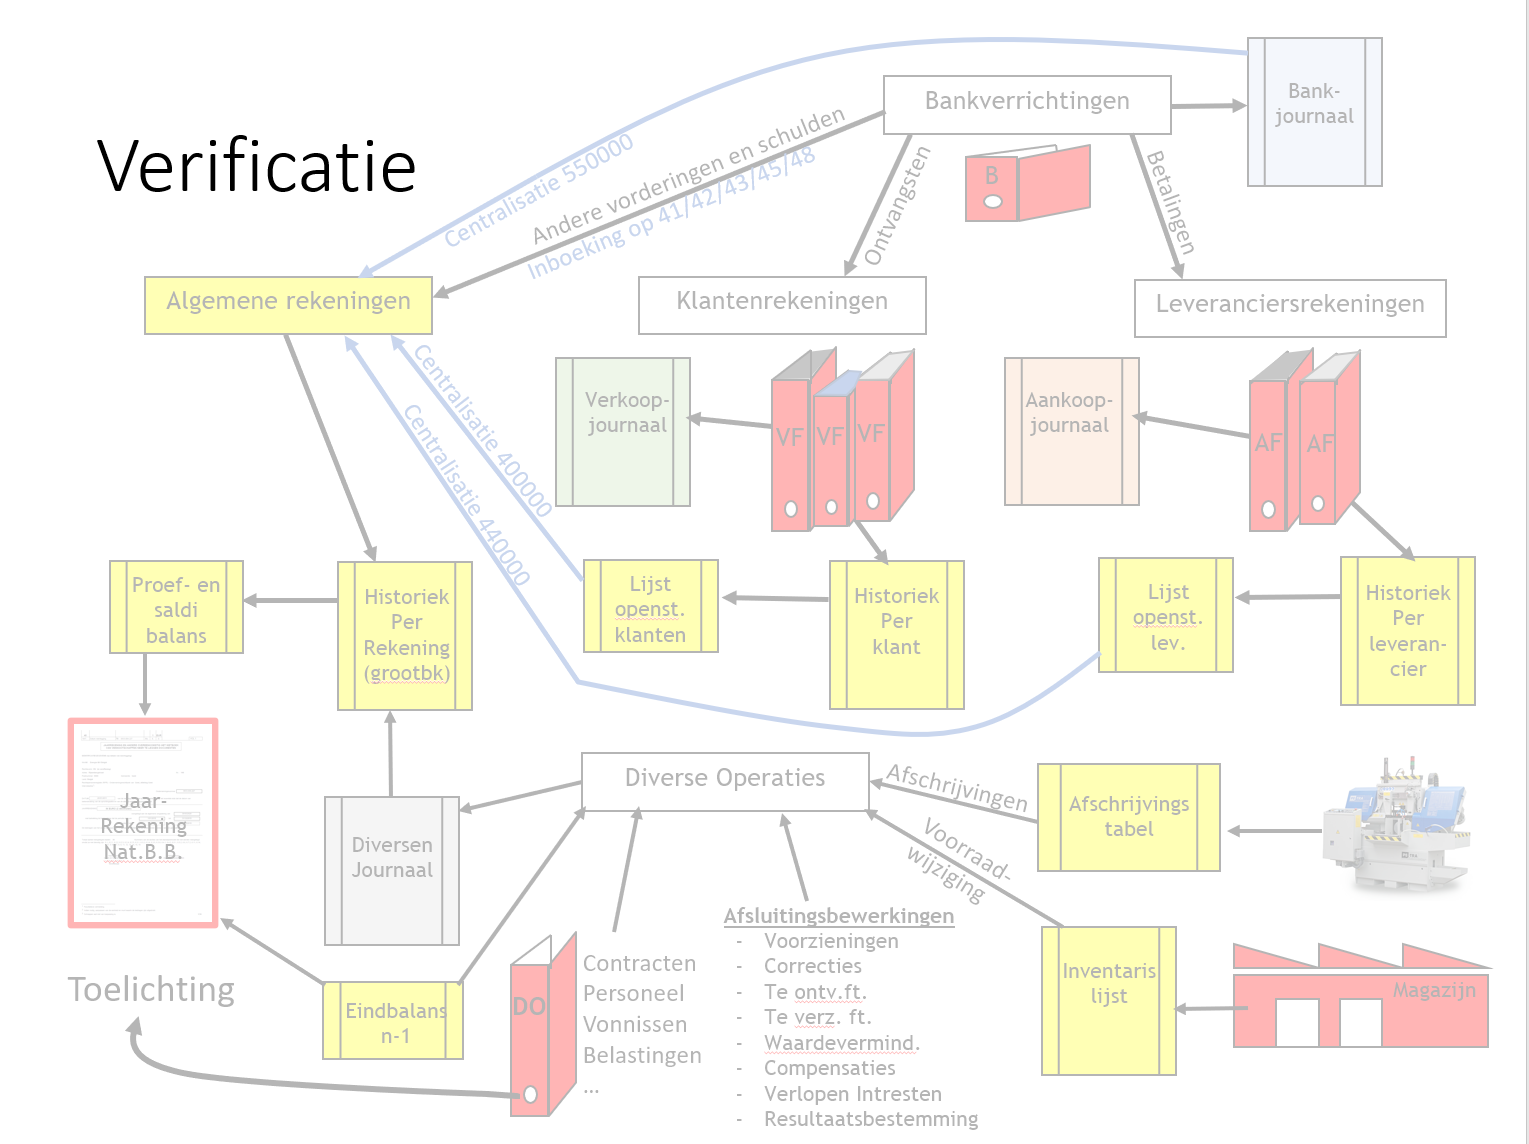 Verificatie
Bankverrichtingen
Bank-
journaal
Centralisatie 550000
Andere vorderingen en schulden
Inboeking op 41/42/43/45/48
Ontvangsten
B
Betalingen
Algemene rekeningen
Klantenrekeningen
Leveranciersrekeningen
Centralisatie 400000
Centralisatie 440000
Verkoop-
journaal
VF
VF
VF
Aankoop-
journaal
AF
AF
Proef- en
saldi
balans
Historiek
Per
Rekening
(grootbk)
Lijst
openst.
klanten
Historiek
Per
klant
Lijst
openst.
lev.
Historiek
Per
leveran-
cier
Jaar-
Rekening
Nat.B.B.
Diversen
Journaal
Diverse Operaties
Afschrijvingen
Afschrijvings
tabel
Voorraad-
wijziging
Toelichting
Eindbalans
n-1
DO
Contracten
Personeel
Vonnissen
Belastingen
...
Afsluitingsbewerkingen
- Voorzieningen
- Correcties
- Te ontv.ft.
- Te verz. ft.
- Waardevermind.
- Compensaties
- Verlopen Intresten
- Resultaatsbestemming
Inventaris
lijst
Magazijn